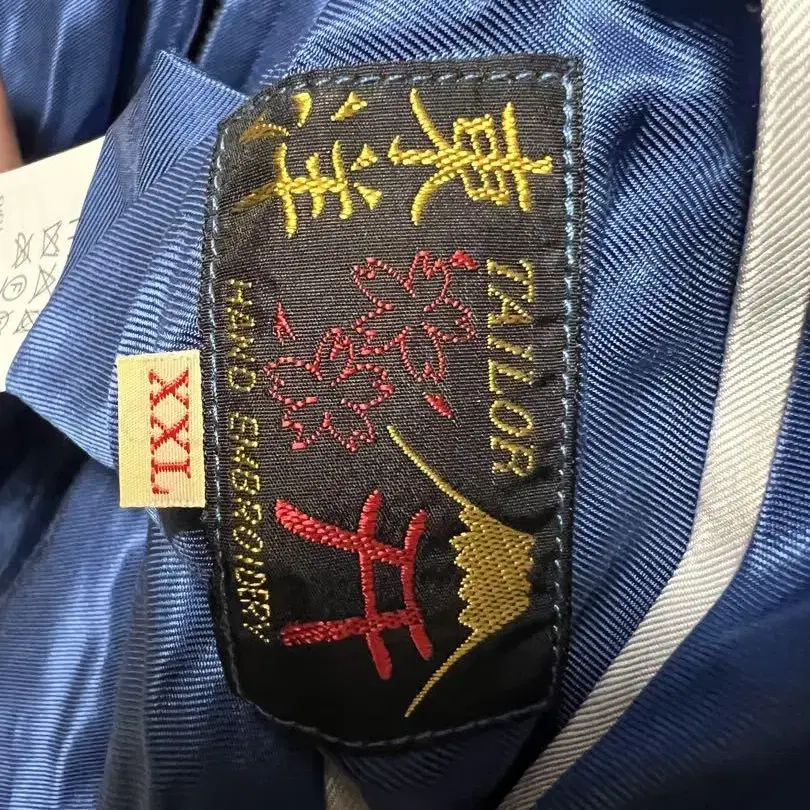 東洋
TAILOR
HAND EMBROIDERY
XXL